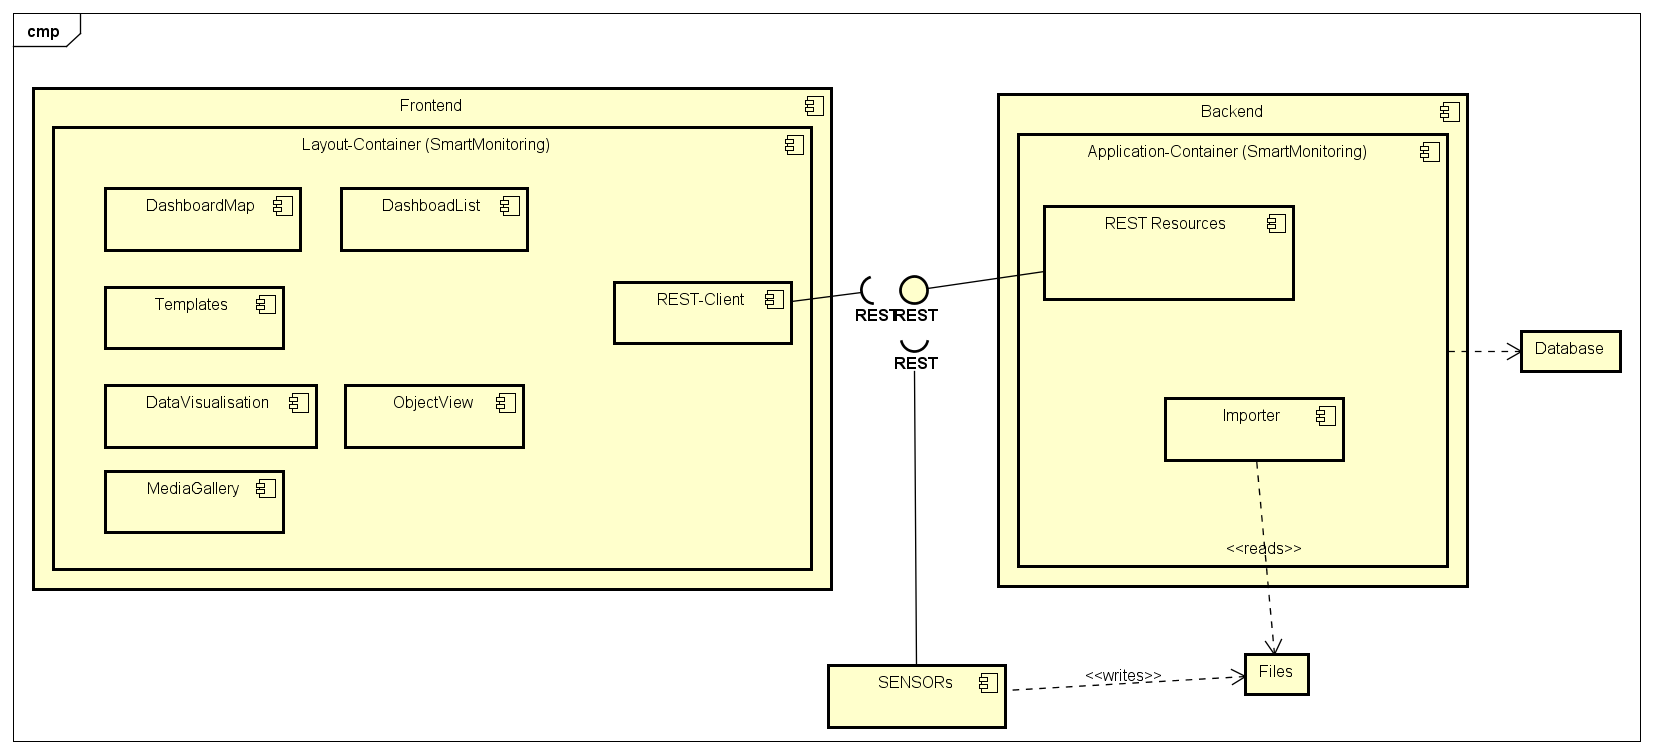 cmp
Frontend
Layout-Container (SmartMonitoring)
DashboardMap
DashboadList
Templates
REST-Client
DataVisualisation
ObjectView
MediaGallery
REST
REST
REST
Backend
Application-Container (SmartMonitoring)
REST Resources
Importer
<<reads>>
Database
SENSORs
<<writes>>
Files